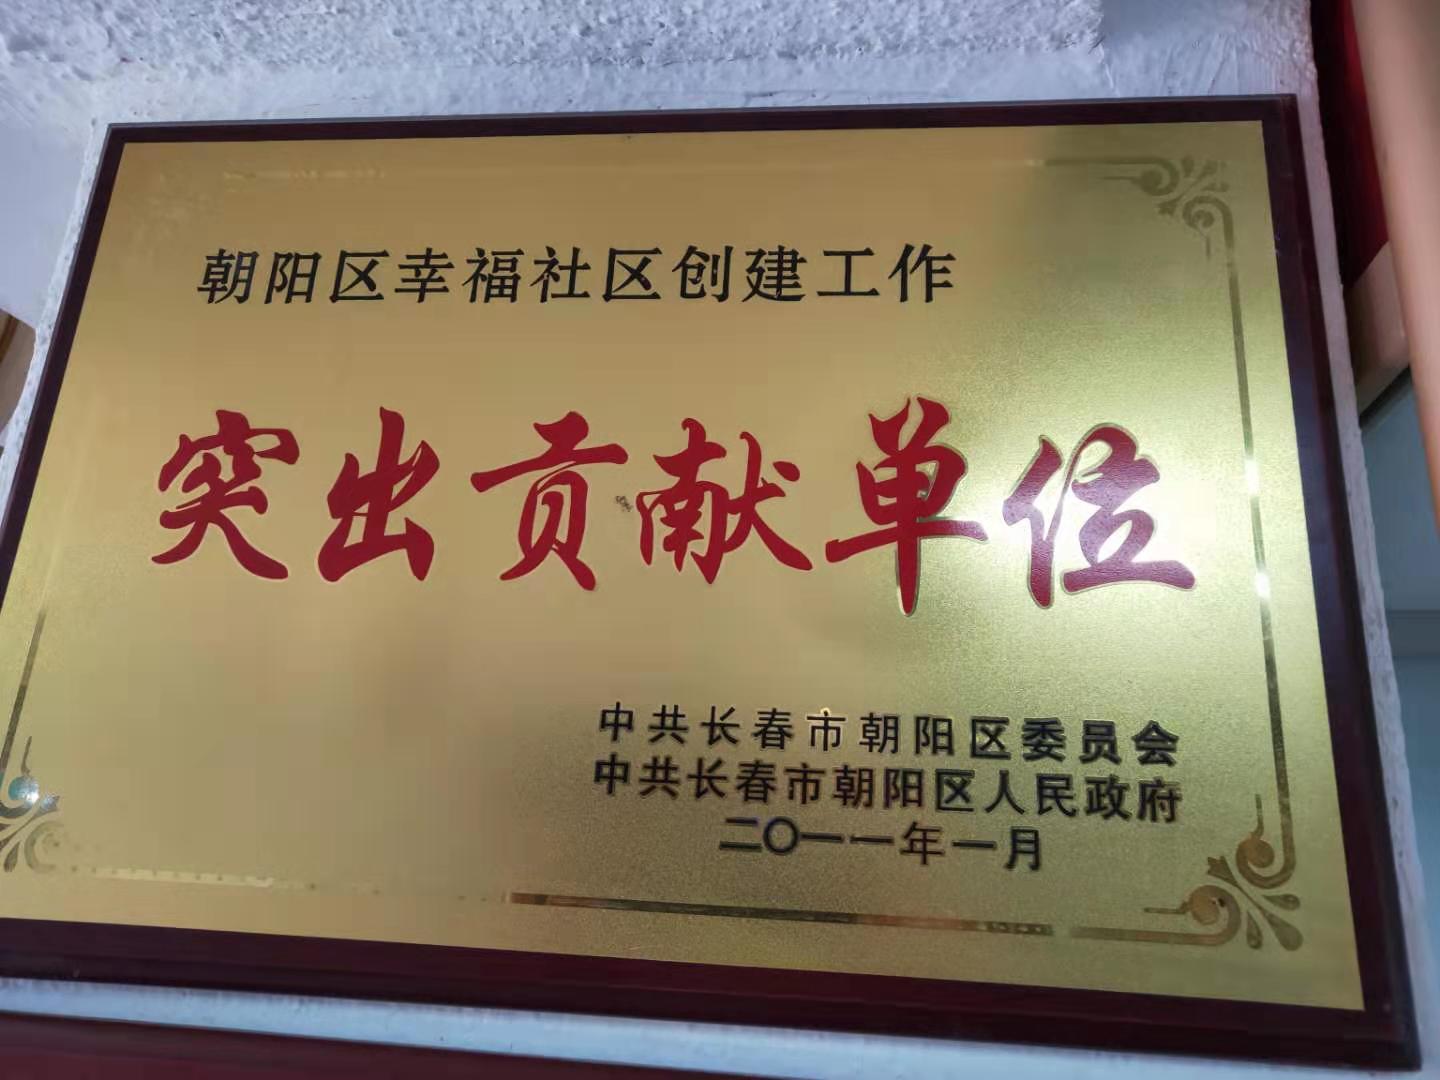 朝阳区幸福社区创建工作
突出贡献单位
中共长春市朝阳区委员会
中共长春市朝阳区人民政府
二〇一一年一月